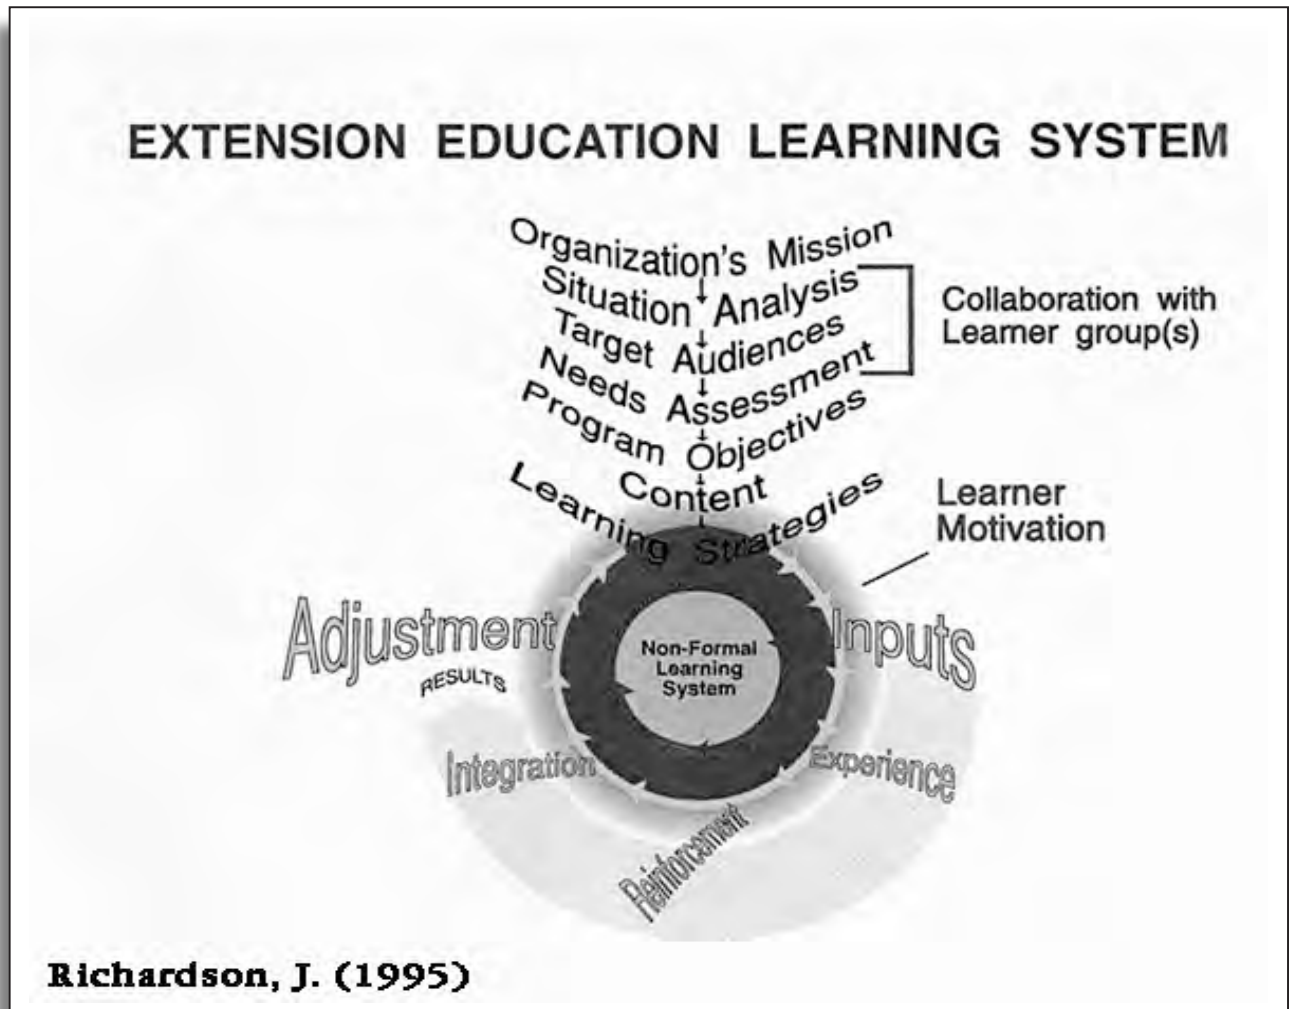 EXTENSION EDUCATION LEARNING SYSTEM
Organization's Mission
Situation Analysis
Target Audiences
Needs Assessment
Program Objectives
Content
Learning Strategies
Collaboration with
Learner group(s)
Learner
Motivation
Adjustment
RESULTS
Non-Formal
Learning
System
Inputs
Integration
Experience
Reinforcement
Richardson, J. (1995)